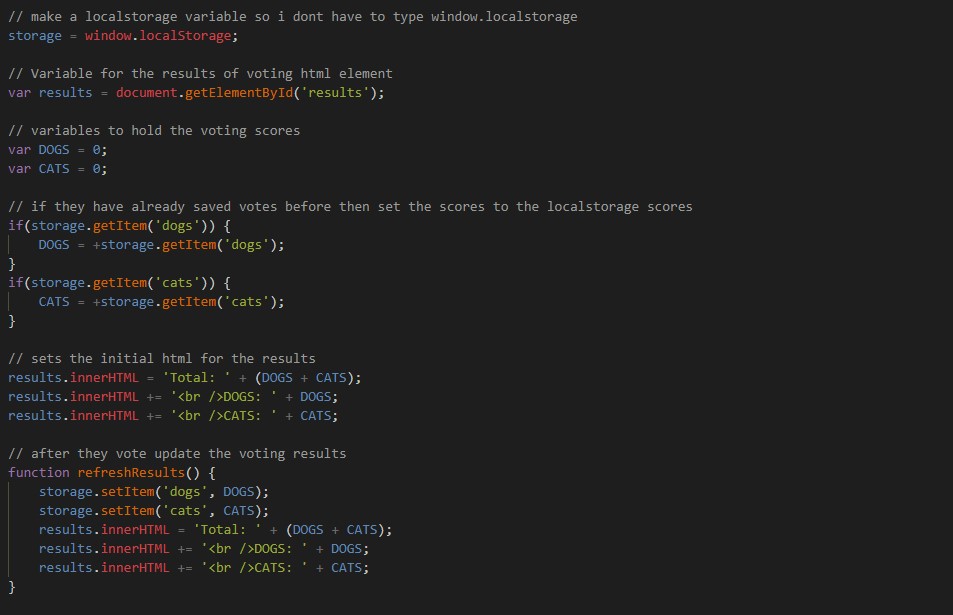 // make a localstorage variable so i dont have to type window.localstorage
storage = window.localStorage;
// Variable for the results of voting html element
var results = document.getElementById('results');
// variables to hold the voting scores
var DOGS = 0;
var CATS = 0;
// if they have already saved votes before then set the scores to the localstorage scores
if(storage.getItem('dogs')) {
    DOGS = +storage.getItem('dogs');
}
if(storage.getItem('cats')) {
    CATS = +storage.getItem('cats');
}
// sets the initial html for the results
results.innerHTML = 'Total: ' + (DOGS + CATS);
results.innerHTML += '<br />DOGS: ' + DOGS;
results.innerHTML += '<br />CATS: ' + CATS;
// after they vote update the voting results
function refreshResults() {
    storage.setItem('dogs', DOGS);
    storage.setItem('cats', CATS);
    results.innerHTML = 'Total: ' + (DOGS + CATS);
    results.innerHTML += '<br />DOGS: ' + DOGS;
    results.innerHTML += '<br />CATS: ' + CATS;
}